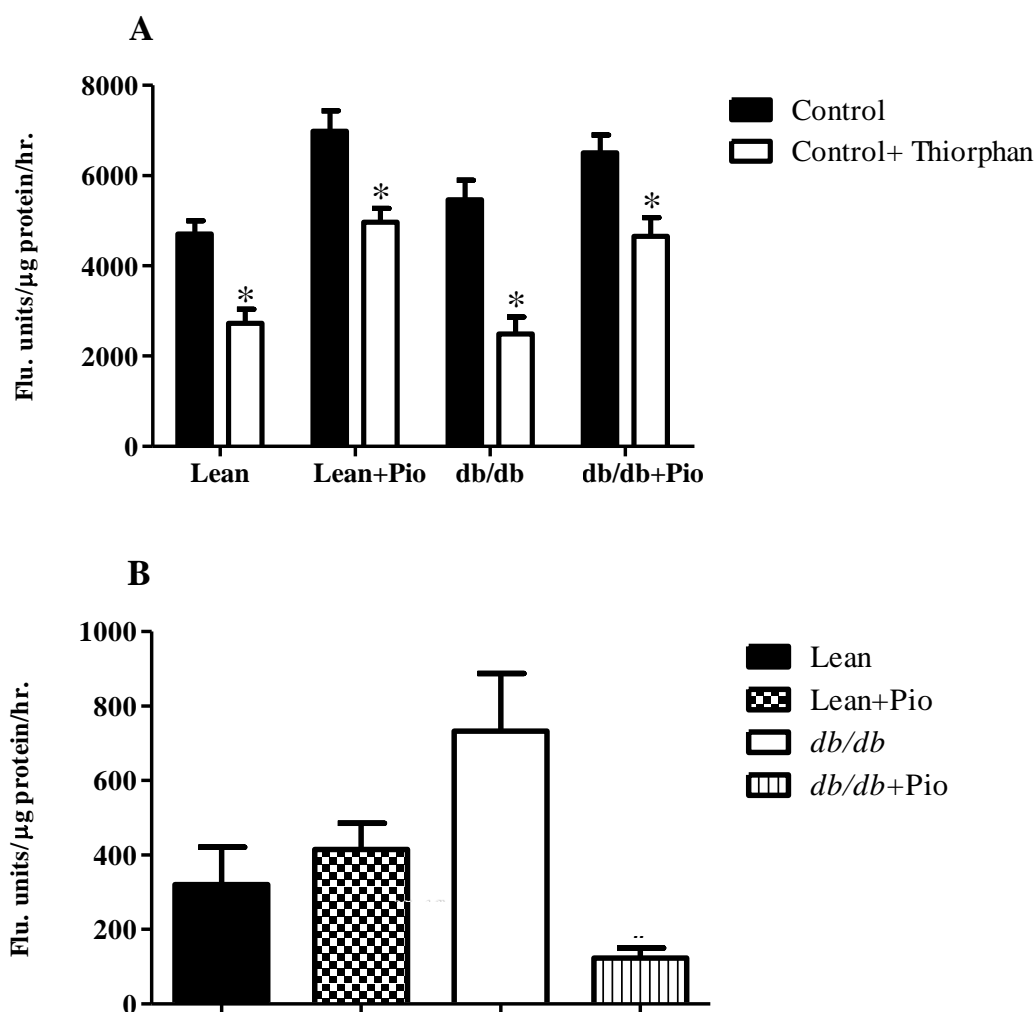 A
8000
6000
4000
2000
0
Flu. units/µg protein/hr.
* * * *
Lean Lean+Pio db/db db/db+Pio
Control
Control+ Thiorphan
B
1000
800
600
400
200
0
Flu. units/µg protein/hr.
Lean
Lean+Pio
db/db
db/db+Pio